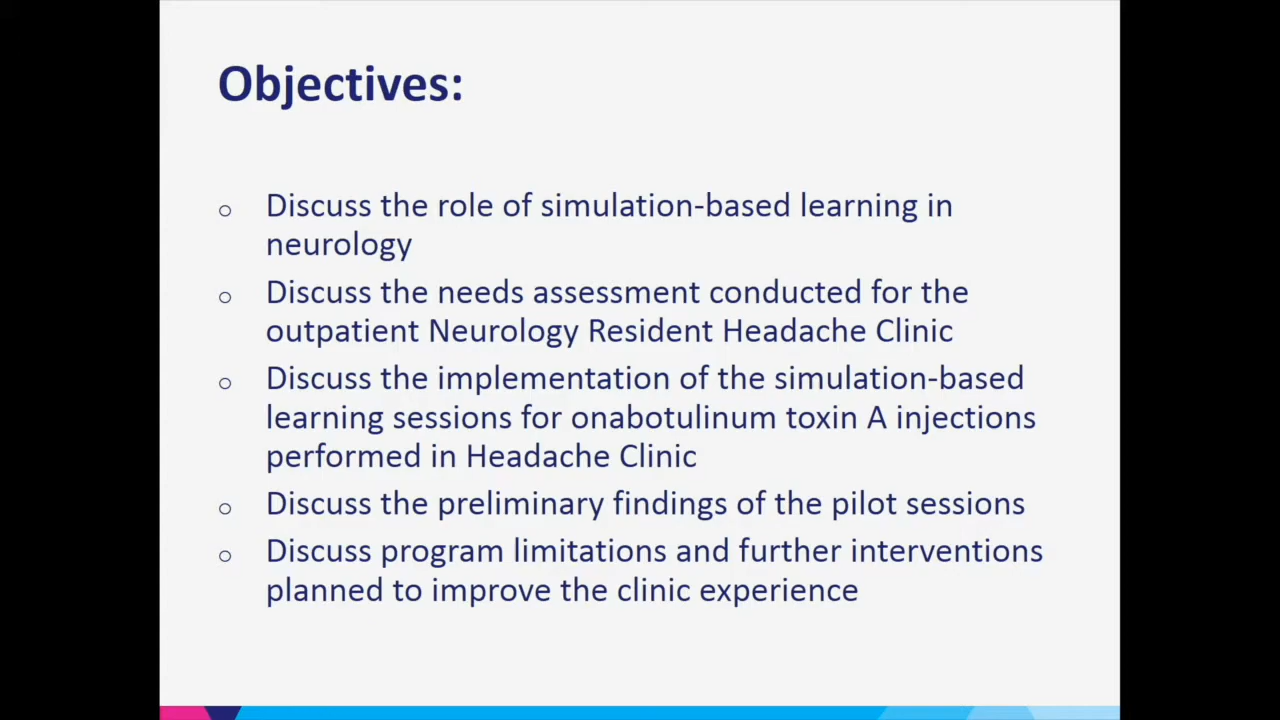 Objectives:
○ Discuss the role of simulation-based learning in
neurology
○ Discuss the needs assessment conducted for the
outpatient Neurology Resident Headache Clinic
○ Discuss the implementation of the simulation-based
learning sessions for onabotulinum toxin A injections
performed in Headache Clinic
○ Discuss the preliminary findings of the pilot sessions
○ Discuss program limitations and further interventions
planned to improve the clinic experience